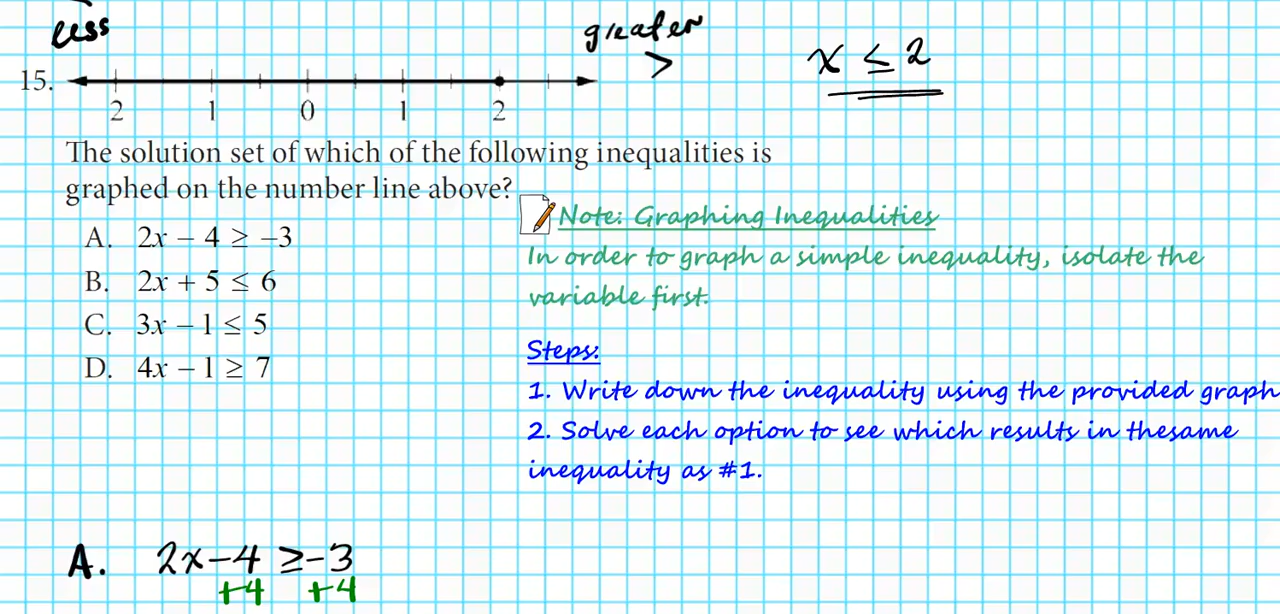 less greater
> x ≤ 2
15.
2 1 0 1 2
The solution set of which of the following inequalities is
graphed on the number line above?
A. 2x − 4 ≥ −3
B. 2x + 5 ≤ 6
C. 3x − 1 ≤ 5
D. 4x − 1 ≥ 7
Note: Graphing Inequalities
In order to graph a simple inequality, isolate the
variable first.
Steps:
1. Write down the inequality using the provided graph
2. Solve each option to see which results in thesame
inequality as #1.
A. 2x − 4 ≥ −3
+4 +4